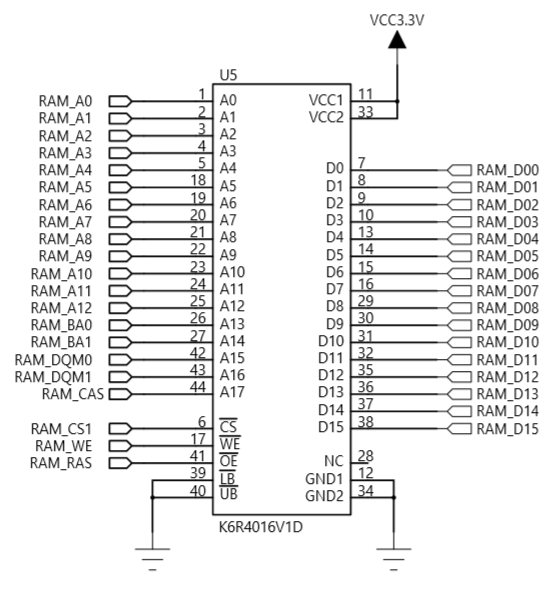 VCC3.3V
U5
RAM_A0 1 A0 VCC1 11
RAM_A1 2 A1 VCC2 33
RAM_A2 3 A2
RAM_A3 4 A3
RAM_A4 5 A4 D0 7 RAM_D00
RAM_A5 18 A5 D1 8 RAM_D01
RAM_A6 19 A6 D2 9 RAM_D02
RAM_A7 20 A7 D3 10 RAM_D03
RAM_A8 21 A8 D4 13 RAM_D04
RAM_A9 22 A9 D5 14 RAM_D05
RAM_A10 23 A10 D6 15 RAM_D06
RAM_A11 24 A11 D7 16 RAM_D07
RAM_A12 25 A12 D8 29 RAM_D08
RAM_BA0 26 A13 D9 30 RAM_D09
RAM_BA1 27 A14 D10 31 RAM_D10
RAM_DQM0 42 A15 D11 32 RAM_D11
RAM_DQM1 43 A16 D12 35 RAM_D12
RAM_CAS 44 A17 D13 36 RAM_D13
D14 37 RAM_D14
RAM_CS1 6 CS D15 38 RAM_D15
RAM_WE 17 WE
RAM_RAS 41 OE NC 28
39 LB GND1 12
40 UB GND2 34
K6R4016V1D